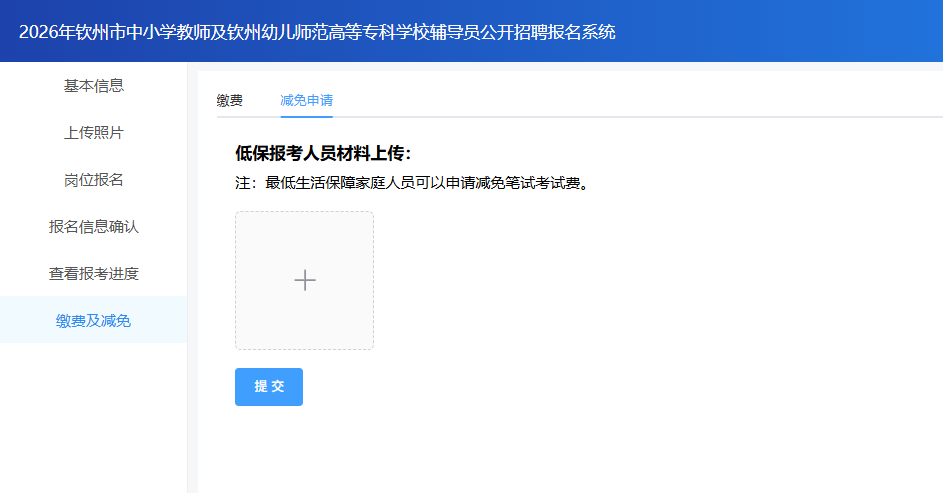 2026年钦州市中小学教师及钦州幼儿师范高等专科学校辅导员公开招聘报名系统
基本信息
上传照片
岗位报名
报名信息确认
查看报考进度
缴费及减免
缴费 减免申请
低保报考人员材料上传：
注：最低生活保障家庭人员可以申请减免笔试考试费。
提 交